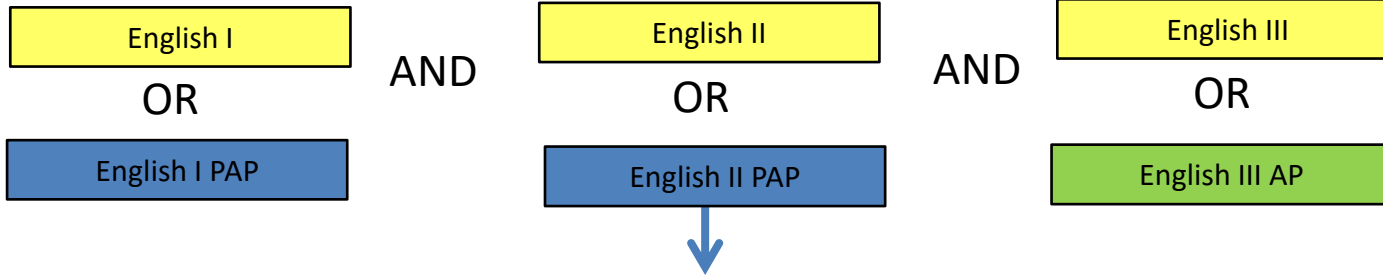 English I
English II
English III
AND
AND
OR
OR
OR
English I PAP
English II PAP
English III AP